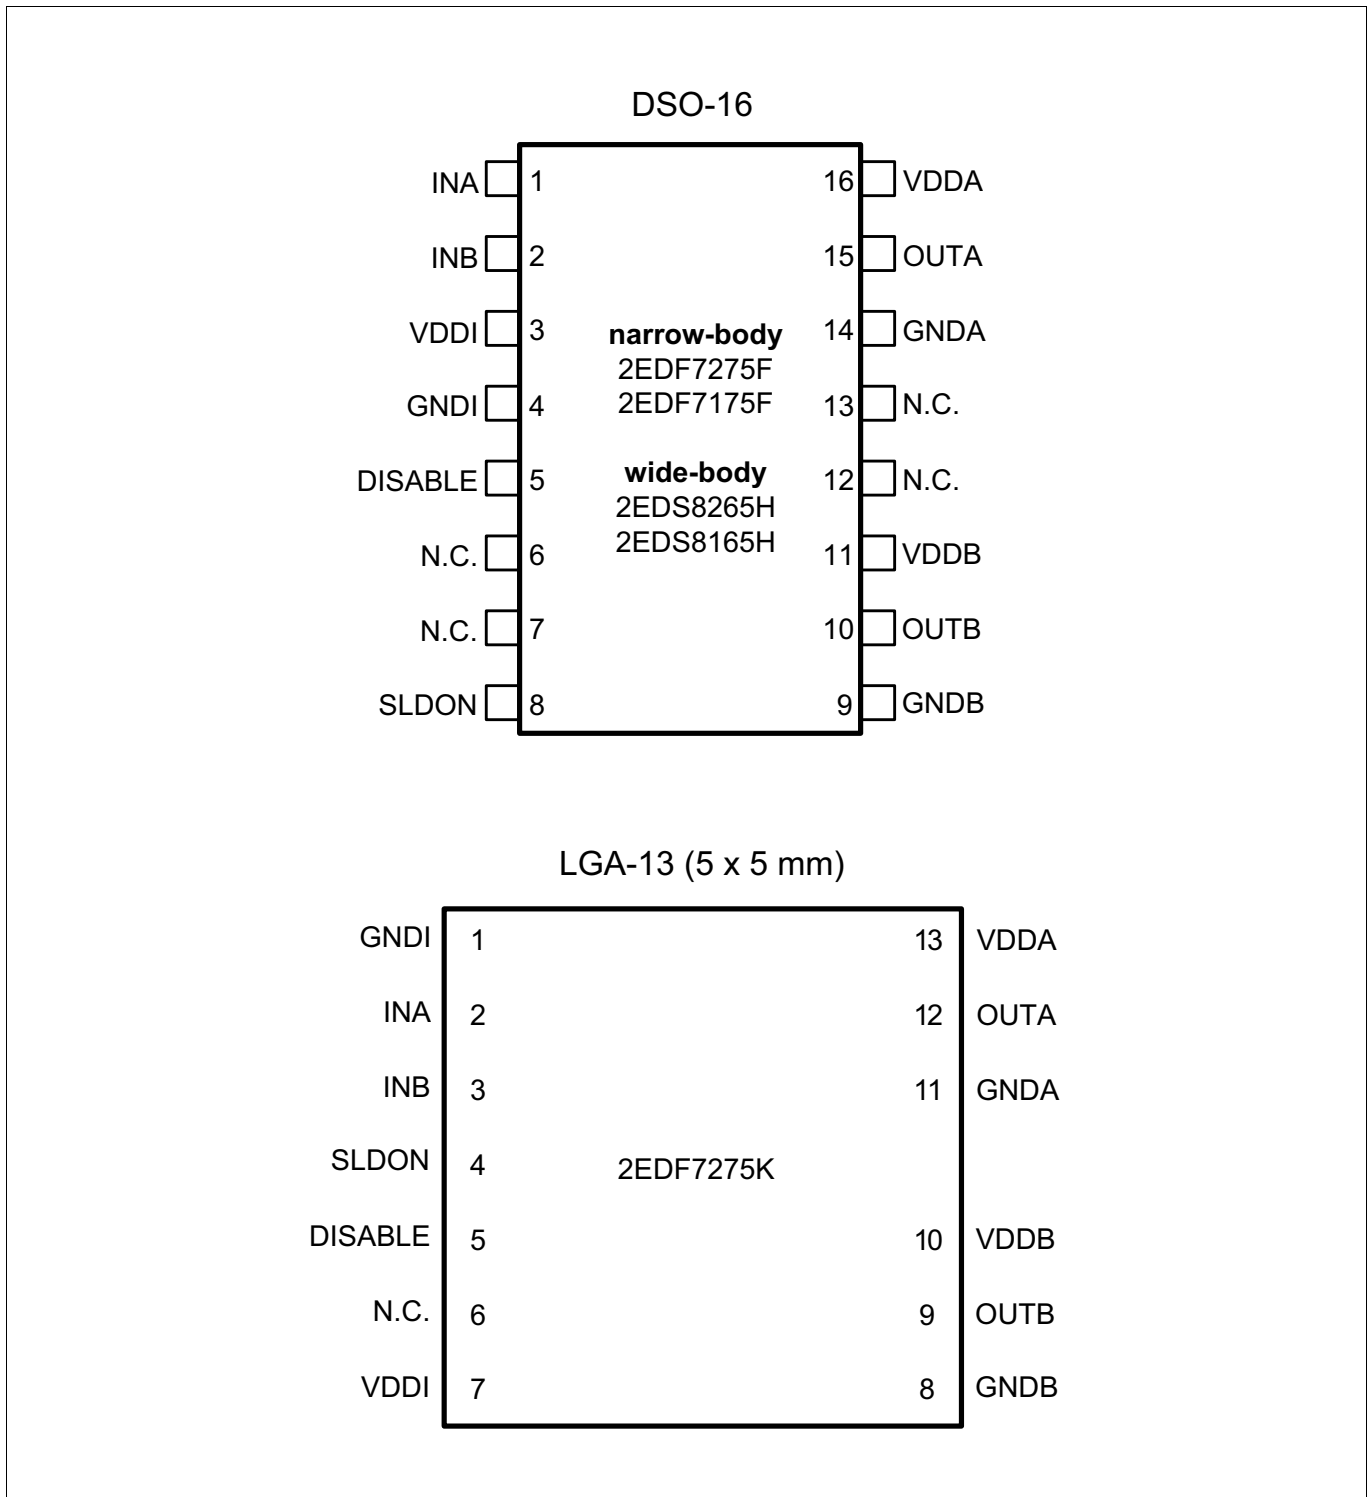 DSO-16
INA 1 16 VDDA
INB 2 15 OUTA
VDDI 3 narrow-body 14 GNDA
2EDF7275F
GNDI 4 2EDF7175F 13 N.C.
DISABLE 5 wide-body 12 N.C.
2EDS8265H
N.C. 6 2EDS8165H 11 VDDB
N.C. 7 10 OUTB
SLDON 8 9 GNDB
LGA-13 (5 x 5 mm)
GNDI 1 13 VDDA
INA 2 12 OUTA
INB 3 11 GNDA
SLDON 4 2EDF7275K
DISABLE 5 10 VDDB
N.C. 6 9 OUTB
VDDI 7 8 GNDB